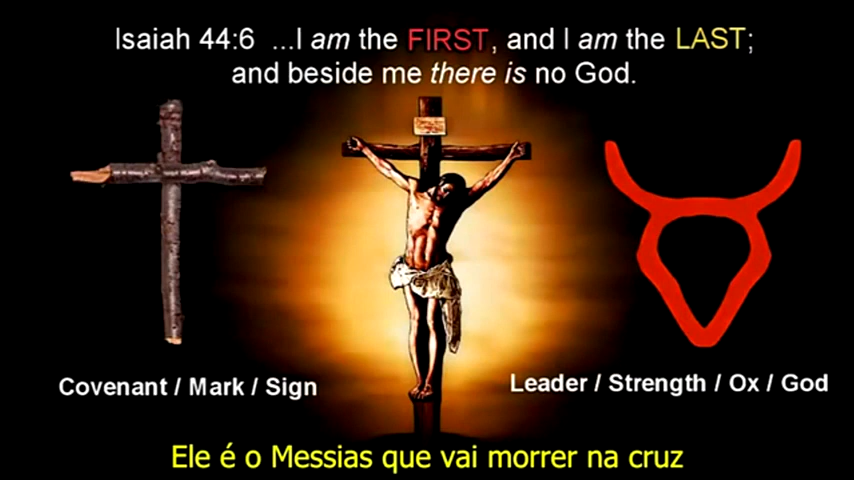 Isaiah 44:6 ...I am the FIRST, and I am the LAST;
and beside me there is no God.
Covenant / Mark / Sign
Leader / Strength / Ox / God
Ele é o Messias que vai morrer na cruz